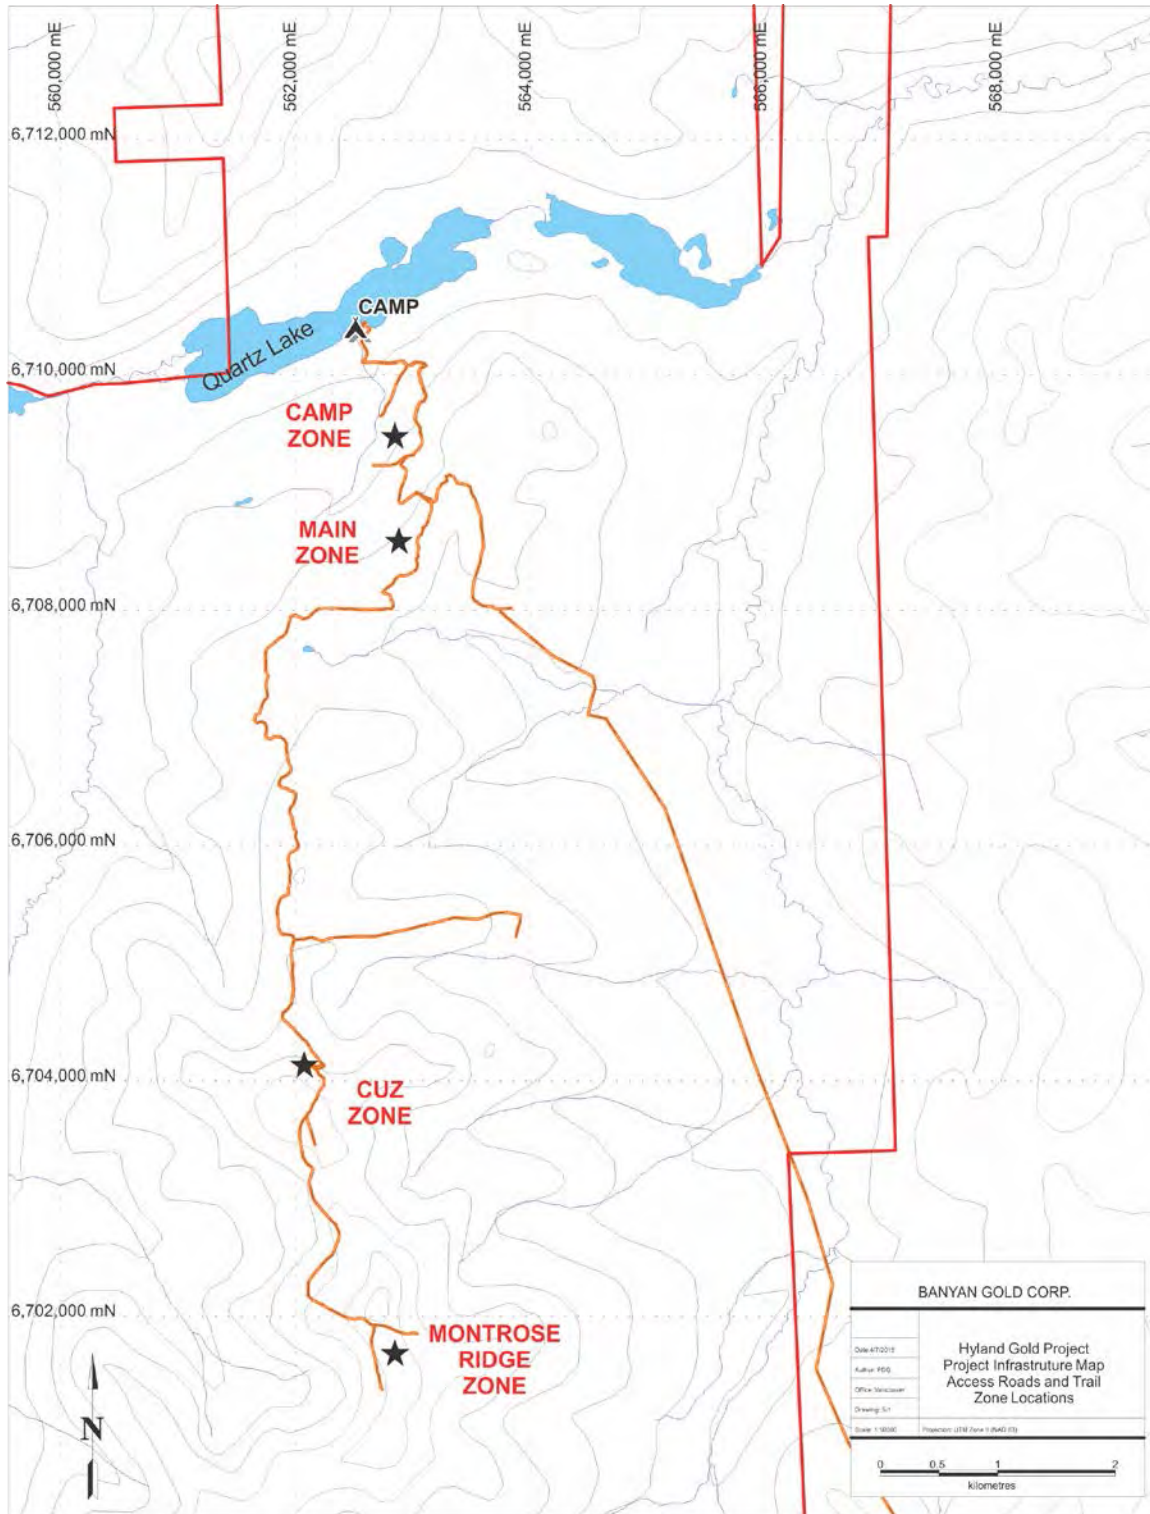 560,000 mE
562,000 mE
564,000 mE
566,000 mE
568,000 mE
6,712,000 mN
CAMP
Quartz Lake
6,710,000 mN
CAMP
ZONE
MAIN
ZONE
6,708,000 mN
6,706,000 mN
6,704,000 mN
CUZ
ZONE
6,702,000 mN
MONTROSE
RIDGE
ZONE
N
BANYAN GOLD CORP.
Hyland Gold Project
Project Infrastruture Map
Access Roads and Trail
Zone Locations
Office: Vancouver
0 0.5 1 2
kilometres